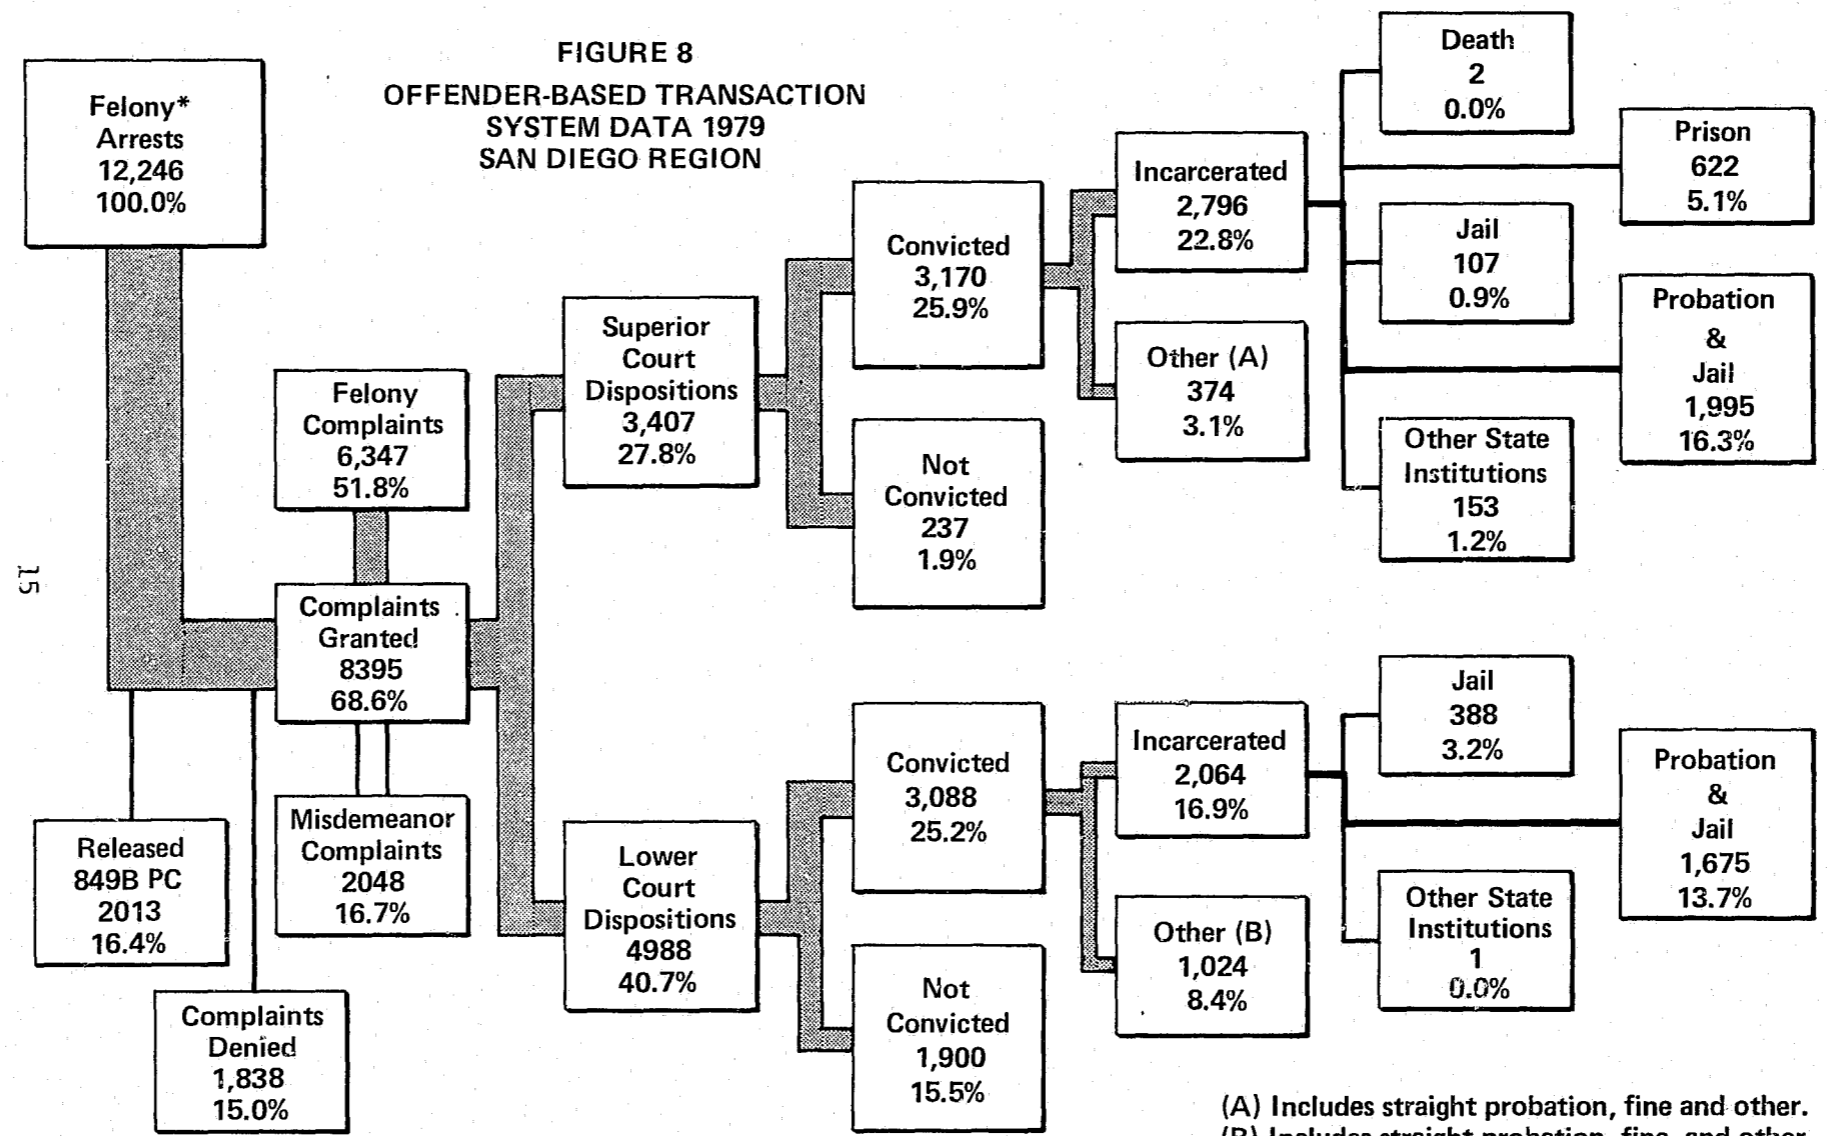 FIGURE 8
OFFENDER-BASED TRANSACTION
SYSTEM DATA 1979
SAN DIEGO REGION
Felony*
Arrests
12,246
100.0%
Released
849B PC
2013
16.4%
Complaints
Denied
1,838
15.0%
Felony
Complaints
6,347
51.8%
Complaints
Granted
8395
68.6%
Misdemeanor
Complaints
2048
16.7%
Superior
Court
Dispositions
3,407
27.8%
Convicted
3,170
25.9%
Not
Convicted
237
1.9%
Incarcerated
2,796
22.8%
Other (A)
374
3.1%
Death
2
0.0%
Prison
622
5.1%
Jail
107
0.9%
Probation
&
Jail
1,995
16.3%
Other State
Institutions
153
1.2%
Lower
Court
Dispositions
4988
40.7%
Convicted
3,088
25.2%
Not
Convicted
1,900
15.5%
Incarcerated
2,064
16.9%
Other (B)
1,024
8.4%
Jail
388
3.2%
Probation
&
Jail
1,675
13.7%
Other State
Institutions
1
0.0%
(A) Includes straight probation, fine and other.
(B) Includes straight probation, fine, and other
15